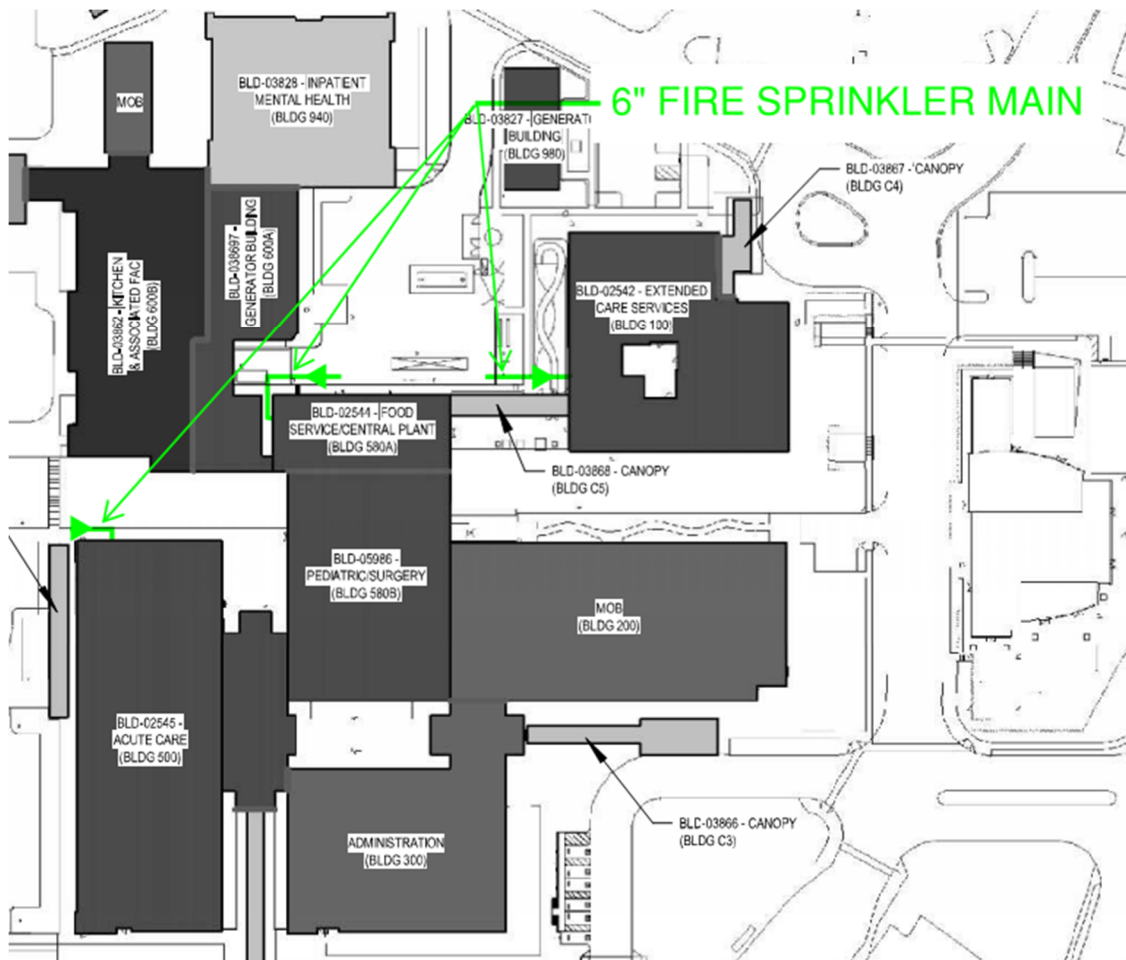 6" FIRE SPRINKLER MAIN
BLD-03828 - INPATIENT
MENTAL HEALTH
(BLDG 940)
MOB
BLD-03827 - GENERATO
BUILDING
(BLDG 980)
BLD-03867 - CANOPY
(BLDG C4)
BLD-03862 - KITCHEN
& ASSOCIATED FAC
(BLDG 600B)
BLD-038697 -
GENERATOR BUILDING
(BLDG 600A)
BLD-02542 - EXTENDED
CARE SERVICES
(BLDG 100)
BLD-02544 - FOOD
SERVICE/CENTRAL PLANT
(BLDG 580A)
BLD-03868 - CANOPY
(BLDG C5)
BLD-05986 -
PEDIATRIC/SURGERY
(BLDG 580B)
MOB
(BLDG 200)
BLD-02545 -
ACUTE CARE
(BLDG 500)
ADMINISTRATION
(BLDG 300)
BLD-03866 - CANOPY
(BLDG C3)